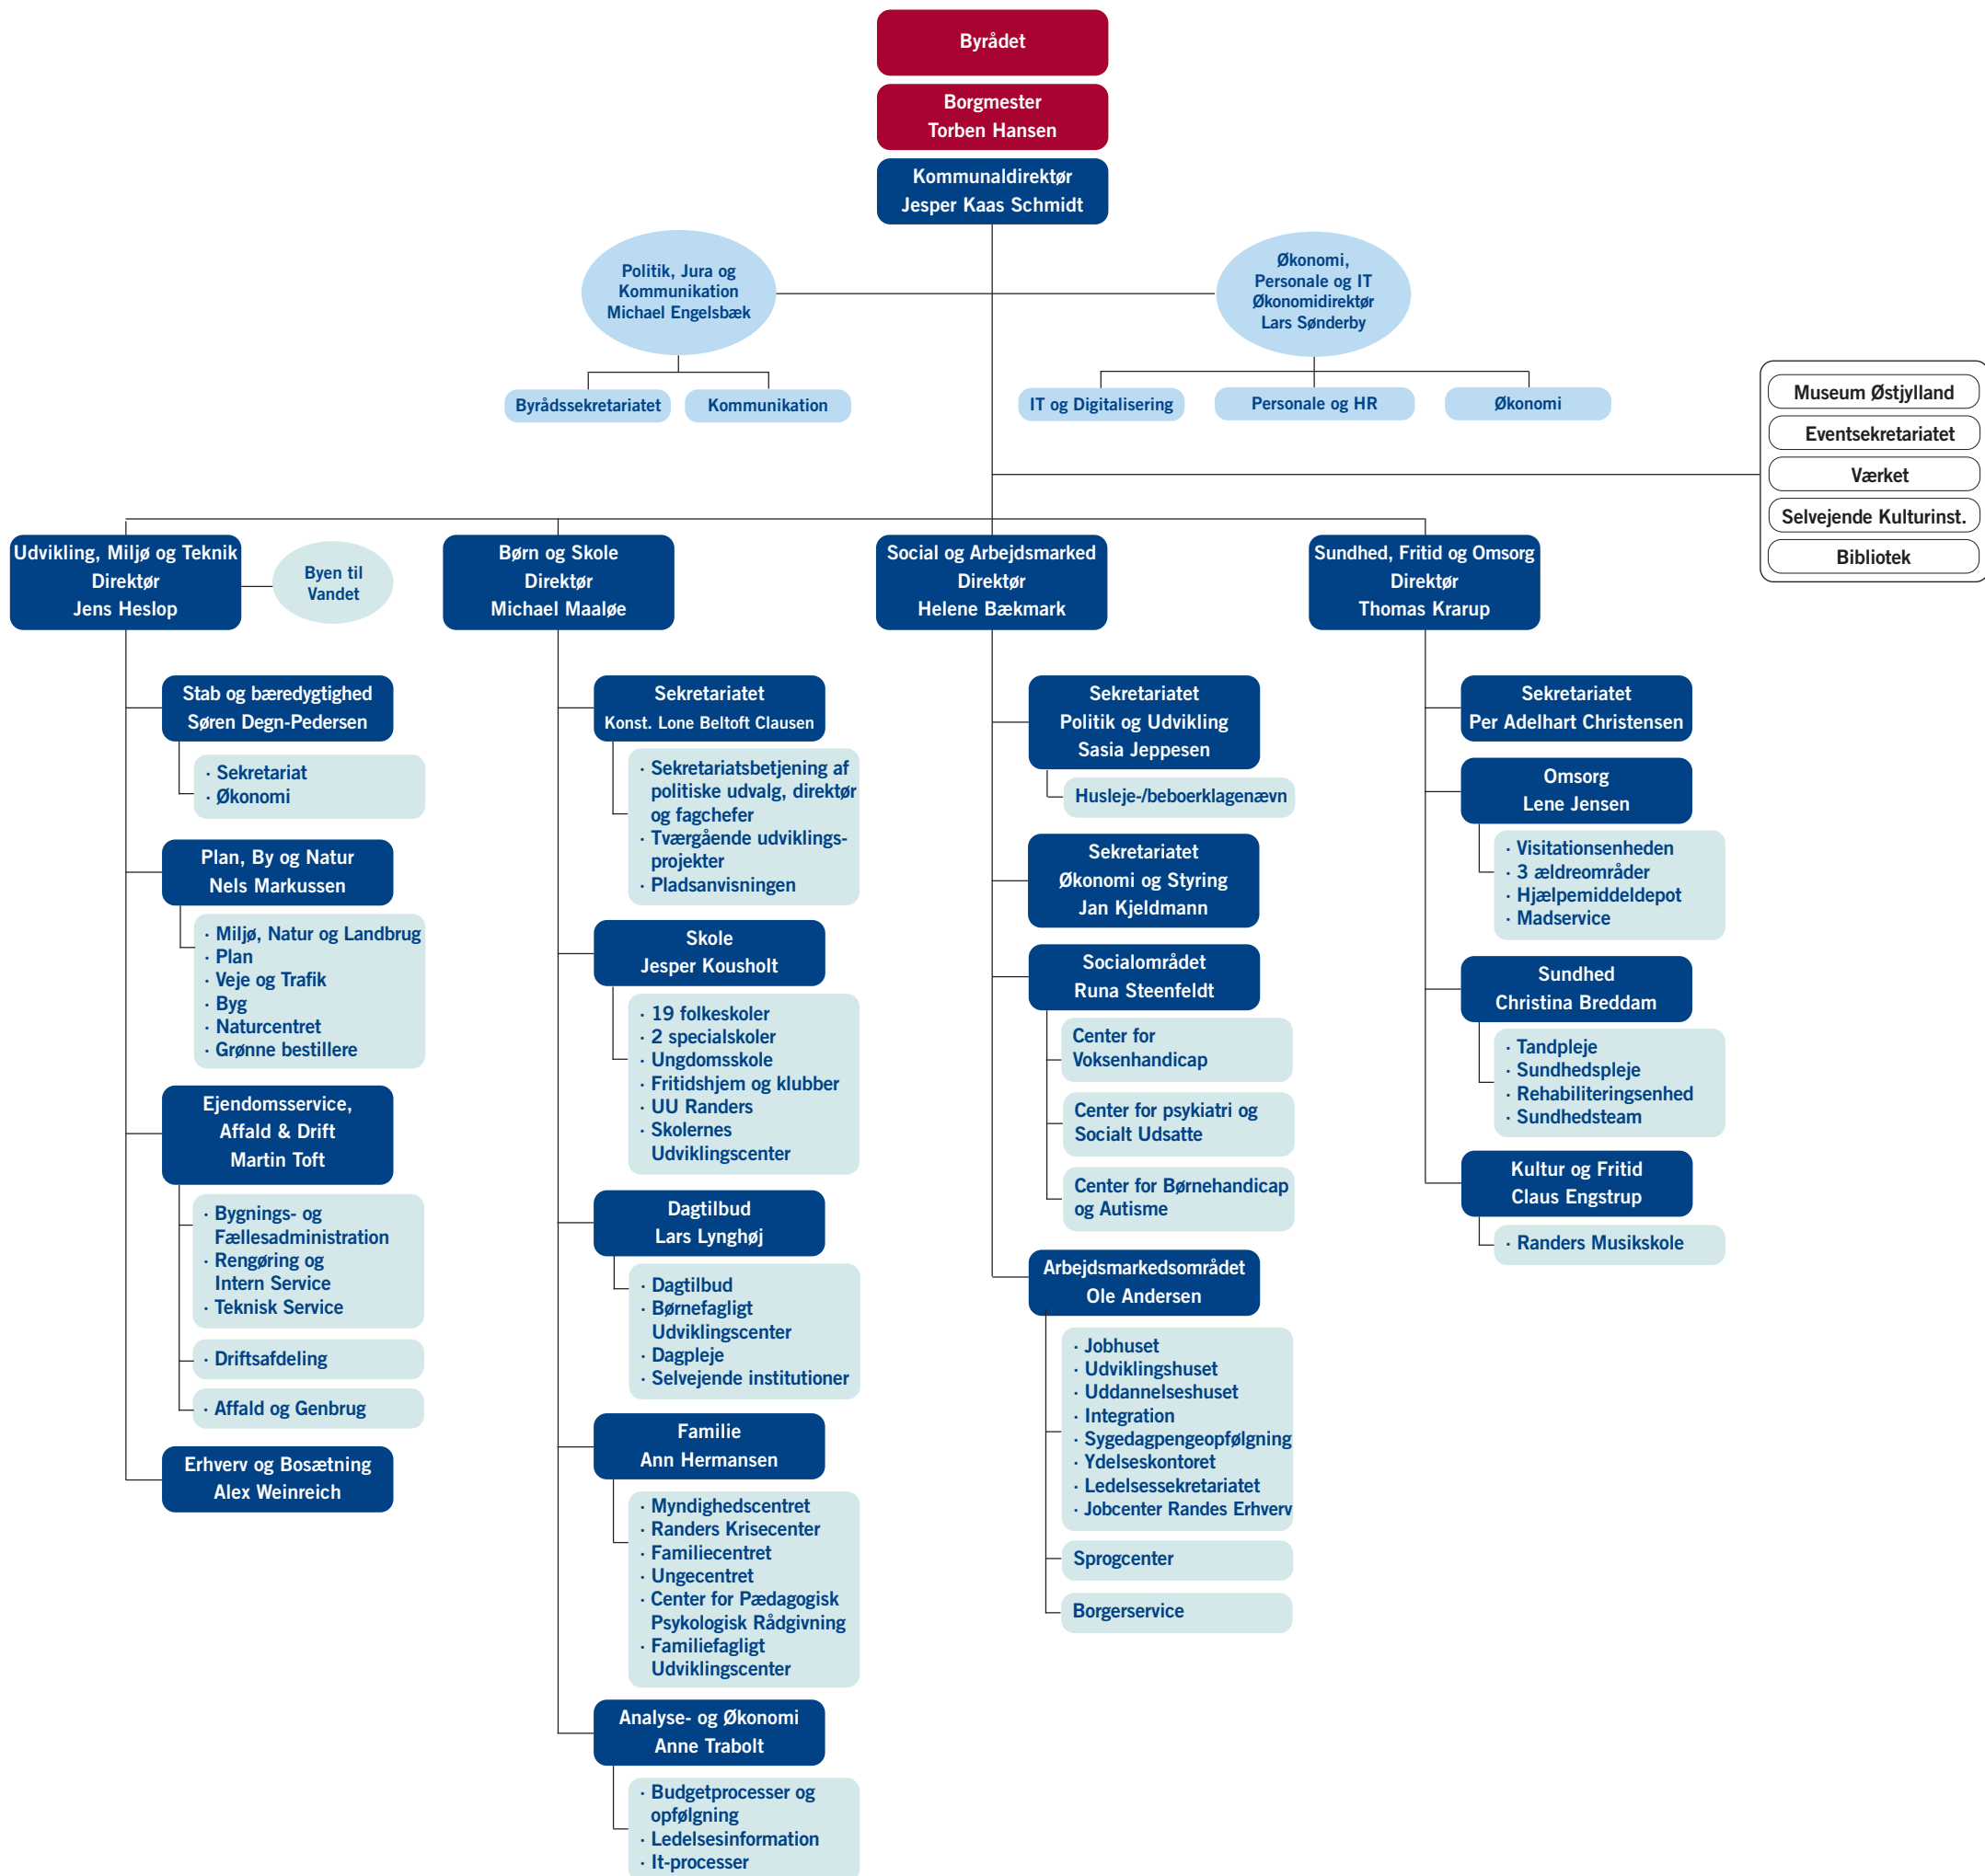 Byrådet
Borgmester
Torben Hansen
Kommunaldirektør
Jesper Kaas Schmidt
Politik, Jura og
Kommunikation
Michael Engelsbæk
Økonomi,
Personale og IT
Økonomidirektør
Lars Sønderby
Byrådssekretariatet
Kommunikation
IT og Digitalisering
Personale og HR
Økonomi
Museum Østjylland
Eventsekretariatet
Værket
Selvejende Kulturinst.
Bibliotek
Udvikling, Miljø og Teknik
Direktør
Jens Heslop
Byen til
Vandet
Stab og bæredygtighed
Søren Degn-Pedersen
· Sekretariat
· Økonomi
Plan, By og Natur
Nels Markussen
· Miljø, Natur og Landbrug
· Plan
· Veje og Trafik
· Byg
· Naturcentret
· Grønne bestillere
Ejendomsservice,
Affald & Drift
Martin Toft
· Bygnings- og
Fællesadministration
· Rengøring og
Intern Service
· Teknisk Service
· Driftsafdeling
· Affald og Genbrug
Erhverv og Bosætning
Alex Weinreich
Børn og Skole
Direktør
Michael Maaløe
Sekretariatet
Konst. Lone Beltoft Clausen
· Sekretariatsbetjening af
politiske udvalg, direktør
og fagchefer
· Tværgående udviklings-
projekter
· Pladsanvisningen
Skole
Jesper Kousholt
· 19 folkeskoler
· 2 specialskoler
· Ungdomsskole
· Fritidshjem og klubber
· UU Randers
· Skolernes
Udviklingscenter
Dagtilbud
Lars Lynghøj
· Dagtilbud
· Børnefagligt
Udviklingscenter
· Dagpleje
· Selvejende institutioner
Familie
Ann Hermansen
· Myndighedscentret
· Randers Krisecenter
· Familiecentret
· Ungecentret
· Center for Pædagogisk
Psykologisk Rådgivning
· Familiefagligt
Udviklingscenter
Analyse- og Økonomi
Anne Trabolt
· Budgetprocesser og
opfølgning
· Ledelsesinformation
· It-processer
Social og Arbejdsmarked
Direktør
Helene Bækmark
Sekretariatet
Politik og Udvikling
Sasia Jeppesen
Husleje-/beboerklagenævn
Sekretariatet
Økonomi og Styring
Jan Kjeldmann
Socialområdet
Runa Steenfeldt
Center for
Voksenhandicap
Center for psykiatri og
Socialt Udsatte
Center for Børnehandicap
og Autisme
Arbejdsmarkedsområdet
Ole Andersen
· Jobhuset
· Udviklingshuset
· Uddannelseshuset
· Integration
· Sygedagpengeopfølgning
· Ydelseskontoret
· Ledelsessekretariatet
· Jobcenter Randes Erhverv
Sprogcenter
Borgerservice
Sundhed, Fritid og Omsorg
Direktør
Thomas Krarup
Sekretariatet
Per Adelhart Christensen
Omsorg
Lene Jensen
· Visitationsenheden
· 3 ældreområder
· Hjælpemiddeldepot
· Madservice
Sundhed
Christina Breddam
· Tandpleje
· Sundhedspleje
· Rehabiliteringsenhed
· Sundhedsteam
Kultur og Fritid
Claus Engstrup
· Randers Musikskole